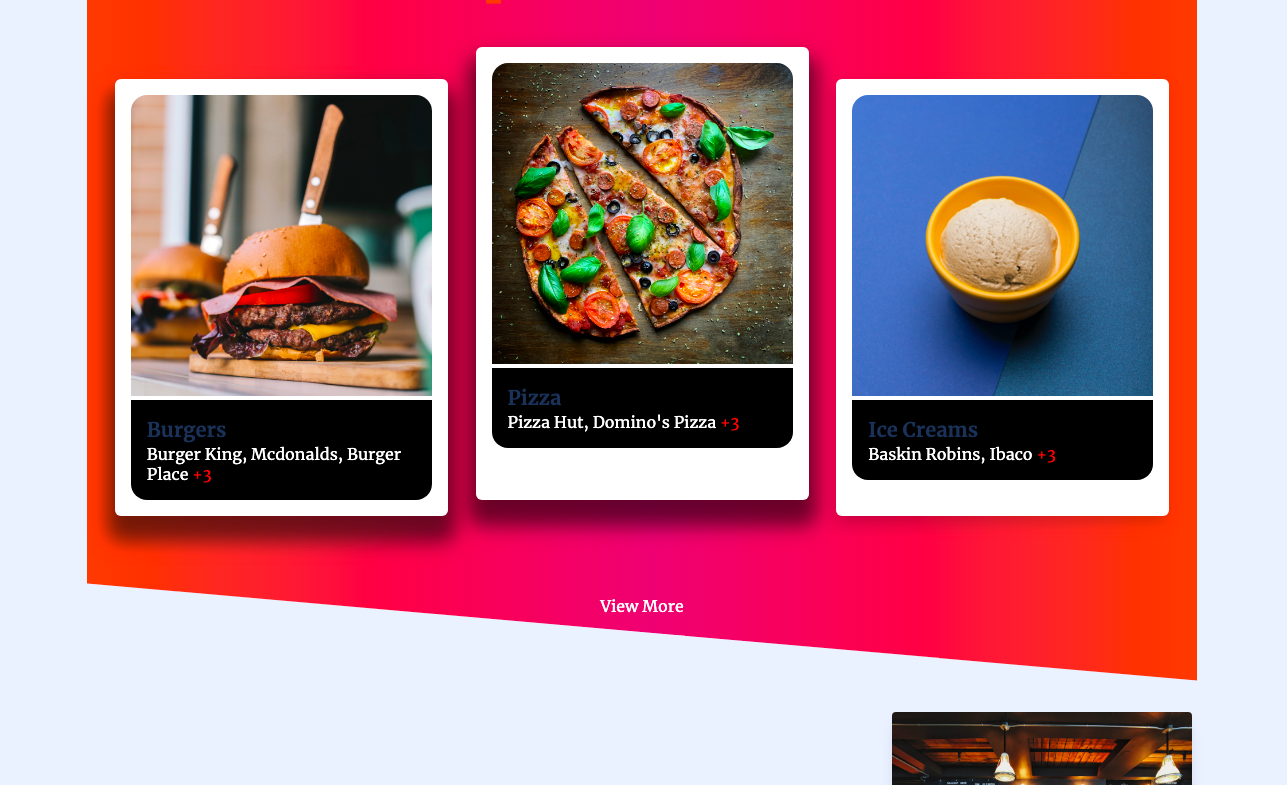 Burgers
Burger King, Mcdonalds, Burger
Place +3
Pizza
Pizza Hut, Domino's Pizza +3
Ice Creams
Baskin Robins, Ibaco +3
View More